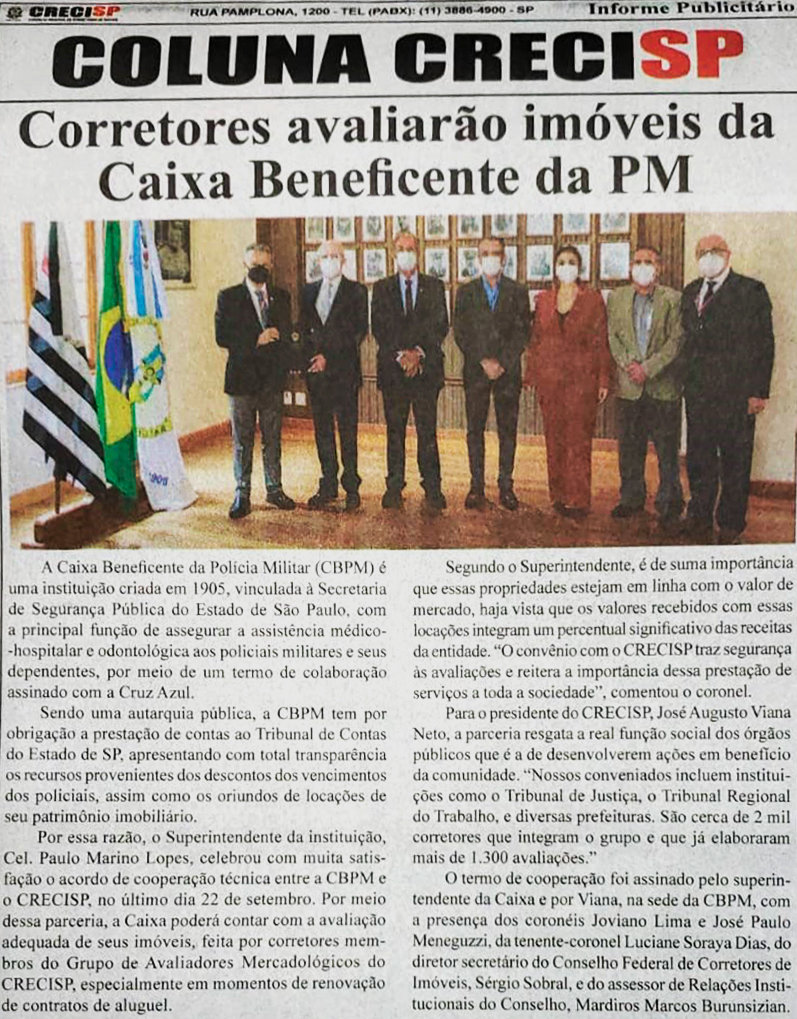 CRECISP
RUA PAMPLONA, 1200 - TEL (PABX): (11) 3886-4900 - SP
Informe Publicitário
COLUNA CRECISP
Corretores avaliarão imóveis da
Caixa Beneficente da PM
1905
A Caixa Beneficente da Polícia Militar (CBPM) é
uma instituição criada em 1905, vinculada à Secretaria
de Segurança Pública do Estado de São Paulo, com
a principal função de assegurar a assistência médico-
-hospitalar e odontológica aos policiais militares e seus
dependentes, por meio de um termo de colaboração
assinado com a Cruz Azul.
Sendo uma autarquia pública, a CBPM tem por
obrigação a prestação de contas ao Tribunal de Contas
do Estado de SP, apresentando com total transparência
os recursos provenientes dos descontos dos vencimentos
dos policiais, assim como os oriundos de locações de
seu patrimônio imobiliário.
Por essa razão, o Superintendente da instituição,
Cel. Paulo Marino Lopes, celebrou com muita satis-
fação o acordo de cooperação técnica entre a CBPM e
o CRECISP, no último dia 22 de setembro. Por meio
dessa parceria, a Caixa poderá contar com a avaliação
adequada de seus imóveis, feita por corretores mem-
bros do Grupo de Avaliadores Mercadológicos do
CRECISP, especialmente em momentos de renovação
de contratos de aluguel.
Segundo o Superintendente, é de suma importância
que essas propriedades estejam em linha com o valor de
mercado, haja vista que os valores recebidos com essas
locações integram um percentual significativo das receitas
da entidade. “O convênio com o CRECISP traz segurança
às avaliações e reitera a importância dessa prestação de
serviços a toda a sociedade”, comentou o coronel.
Para o presidente do CRECISP, José Augusto Viana
Neto, a parceria resgata a real função social dos órgãos
públicos que é a de desenvolverem ações em benefício
da comunidade. “Nossos conveniados incluem institui-
ções como o Tribunal de Justiça, o Tribunal Regional
do Trabalho, e diversas prefeituras. São cerca de 2 mil
corretores que integram o grupo e que já elaboraram
mais de 1.300 avaliações.”
O termo de cooperação foi assinado pelo superin-
tendente da Caixa e por Viana, na sede da CBPM, com
a presença dos coronéis Joviano Lima e José Paulo
Meneguzzi, da tenente-coronel Luciane Soraya Dias, do
diretor secretário do Conselho Federal de Corretores de
Imóveis, Sérgio Sobral, e do assessor de Relações Insti-
tucionais do Conselho, Mardiros Marcos Burunsizian.